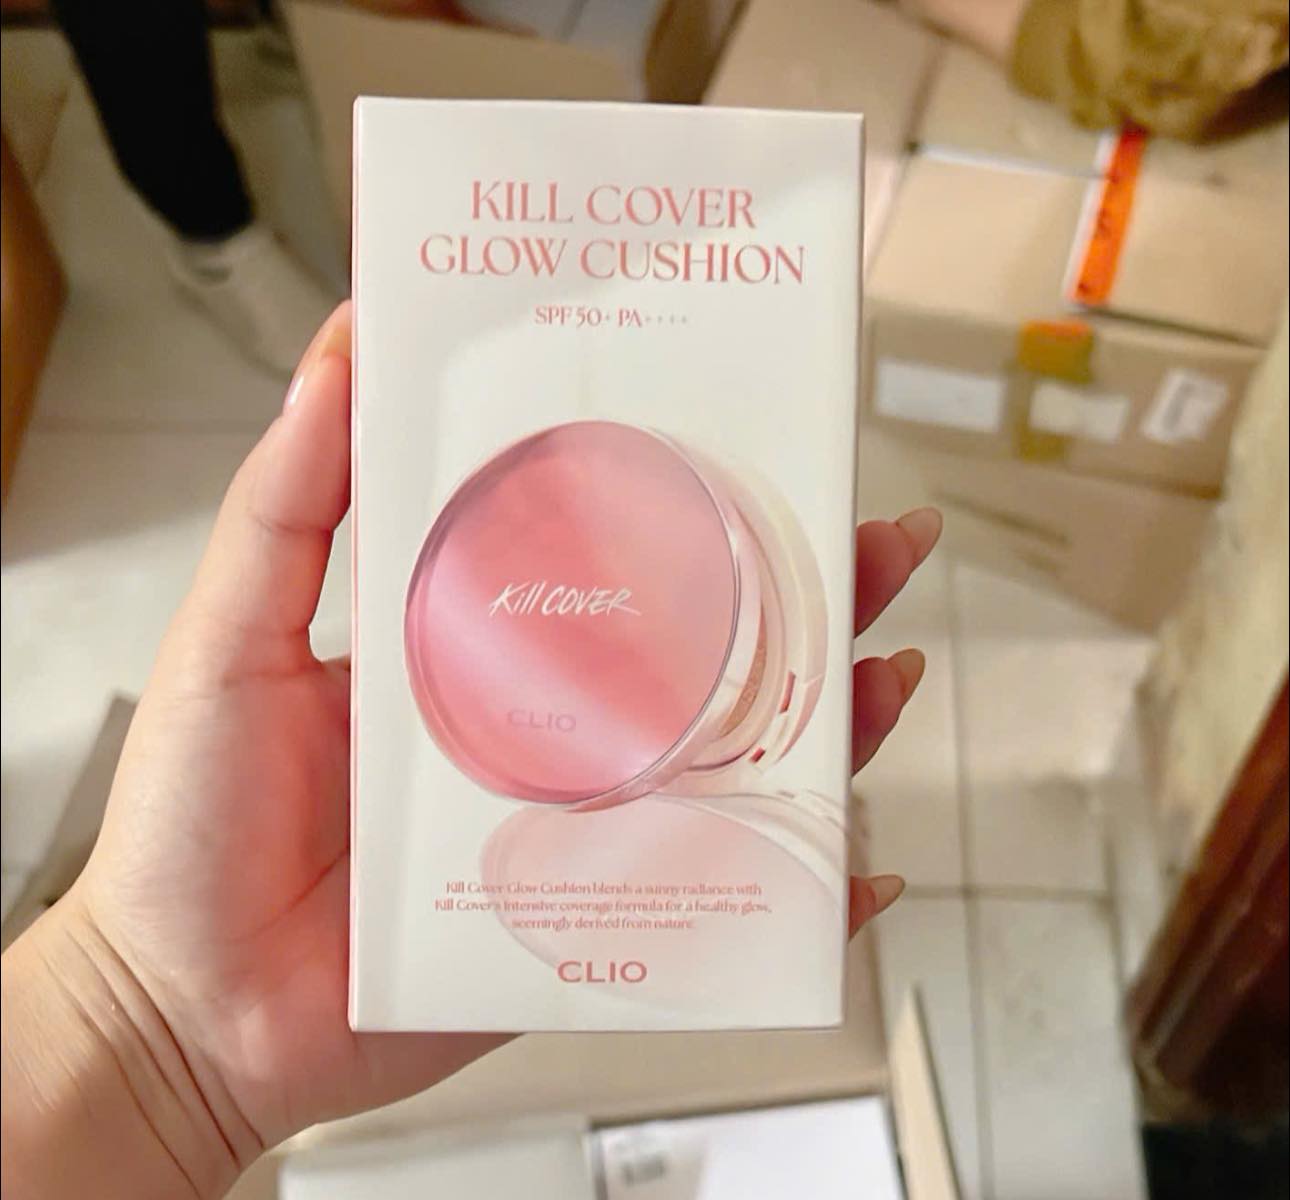 KILL COVER
GLOW CUSHION
SPF 50+ PA++++
Kill COVER
CLIO
Kill Cover Glow Cushion blends a sunny radiance with
Kill Cover's intensive coverage formula for a healthy glow,
seemingly derived from nature.
CLIO